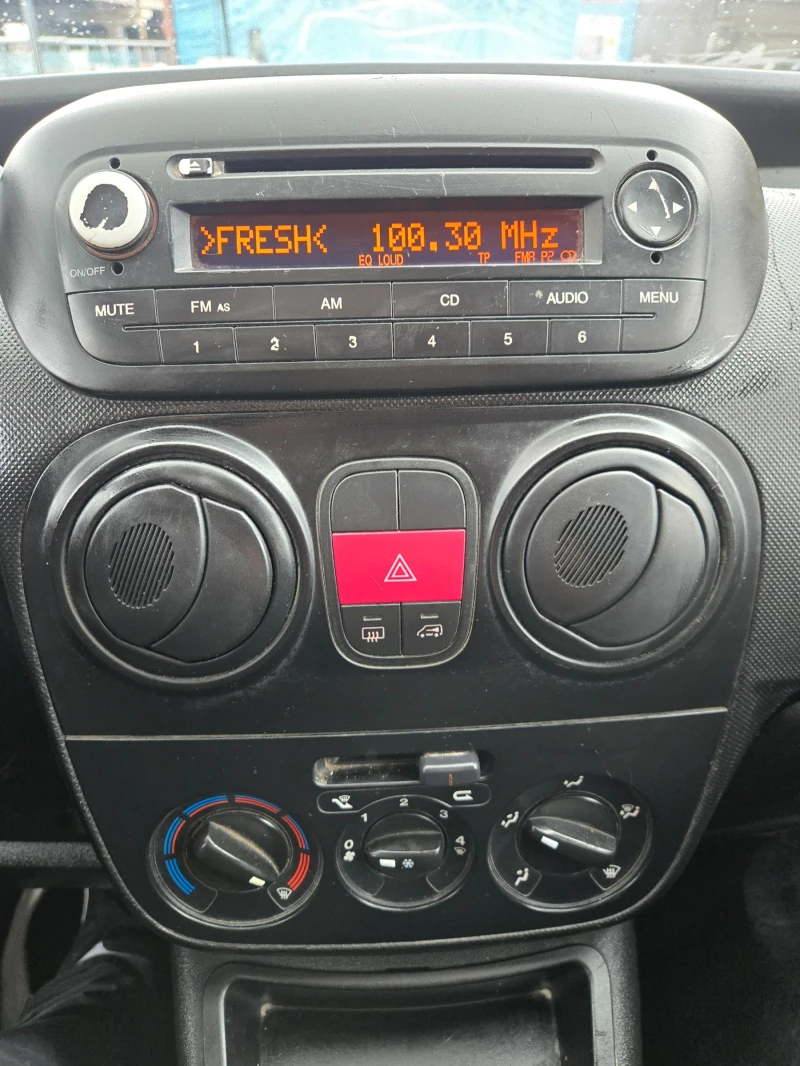 >FRESH< 100.30 MHz
EQ LOUD TP FMA P2 CD
ON/OFF
MUTE FM AS AM CD AUDIO MENU
1 2 3 4 5 6
0 1 2 3 4